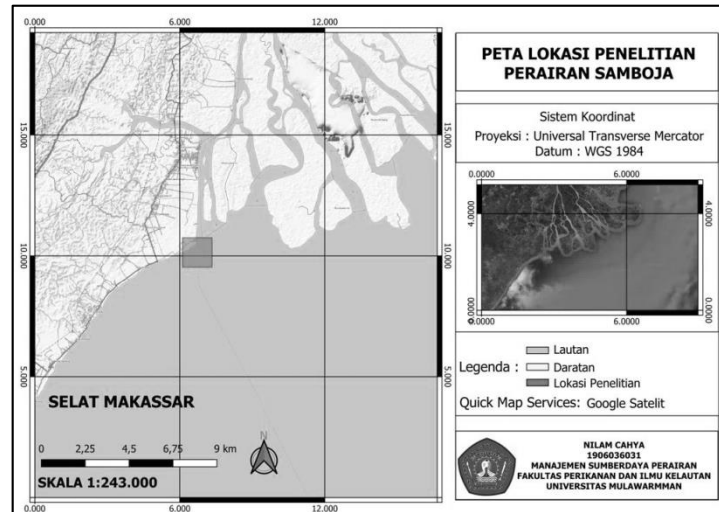 0.000
6.000
12.000
15.000
15.000
10.000
10.000
5.000
5.000
SELAT MAKASSAR
0 2,25 4,5 6,75 9 km
SKALA 1:243.000
N
0.000
6.000
12.000
PETA LOKASI PENELITIAN
PERAIRAN SAMBOJA
Sistem Koordinat
Proyeksi : Universal Transverse Mercator
Datum : WGS 1984
0.0000
6.0000
4.0000
4.0000
0.0000
0.0000
6.0000
Legenda :
Lautan
Daratan
Lokasi Penelitian
Quick Map Services: Google Satelit
NILAM CAHYA
1906036031
MANAJEMEN SUMBERDAYA PERAIRAN
FAKULTAS PERIKANAN DAN ILMU KELAUTAN
UNIVERSITAS MULAWARMMAN